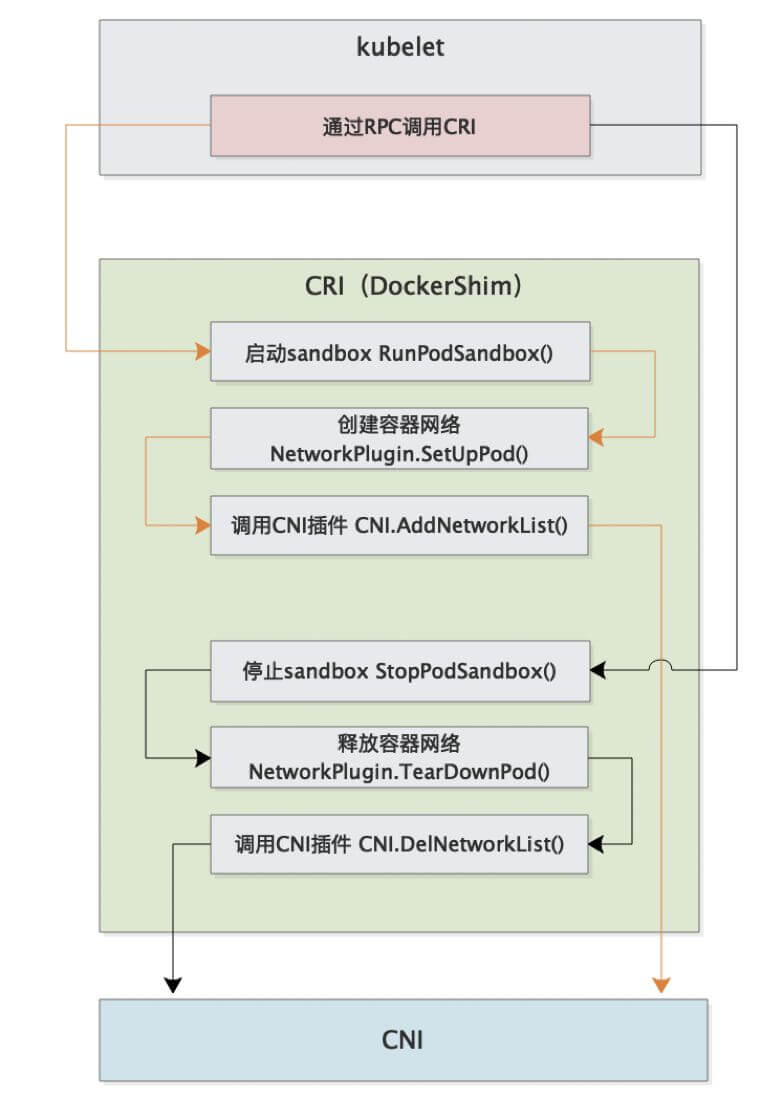 kubelet
通过RPC调用CRI
CRI（DockerShim）
启动sandbox RunPodSandbox()
创建容器网络
NetworkPlugin.SetUpPod()
调用CNI插件 CNI.AddNetworkList()
停止sandbox StopPodSandbox()
释放容器网络
NetworkPlugin.TearDownPod()
调用CNI插件 CNI.DelNetworkList()
CNI